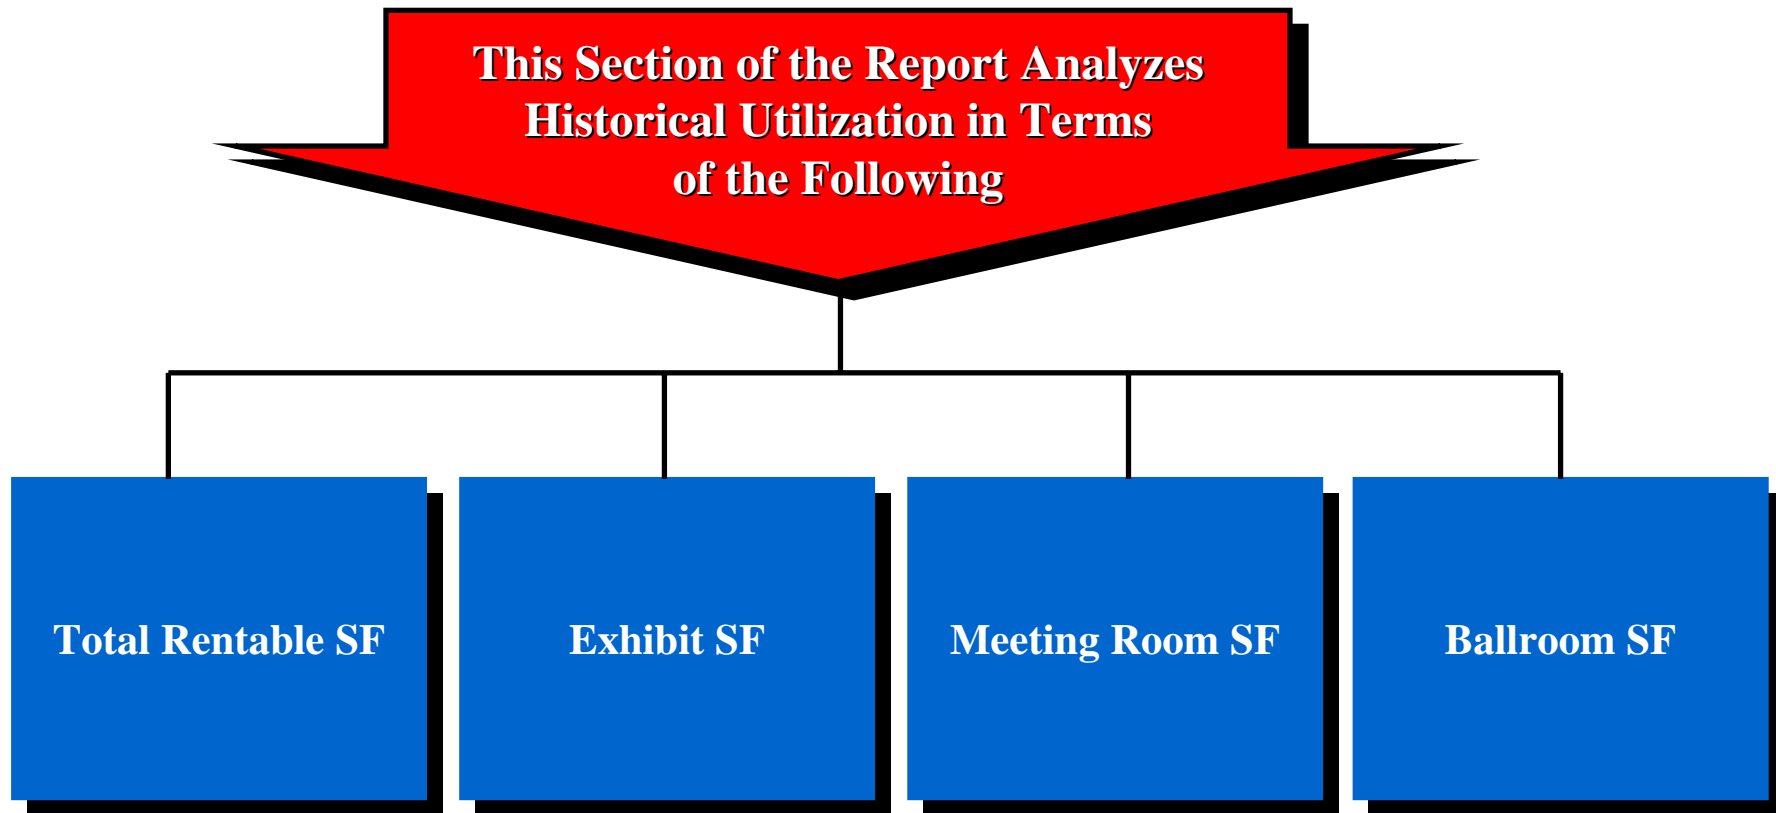 This Section of the Report Analyzes
Historical Utilization in Terms
of the Following
Total Rentable SF
Exhibit SF
Meeting Room SF
Ballroom SF